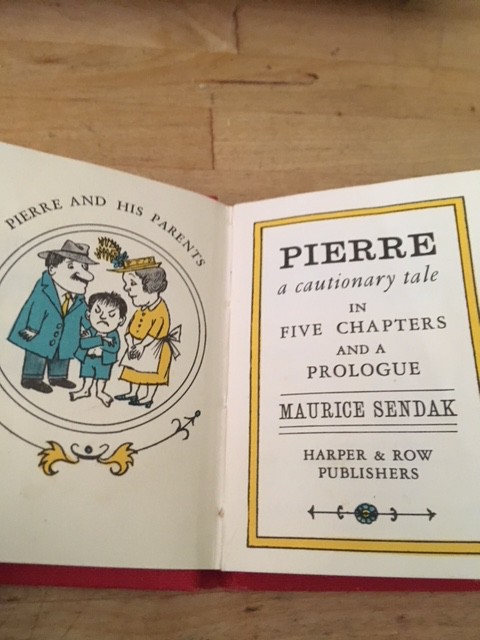 PIERRE AND HIS PARENTS
PIERRE
a cautionary tale
IN
FIVE CHAPTERS
AND A
PROLOGUE
MAURICE SENDAK
HARPER & ROW
PUBLISHERS